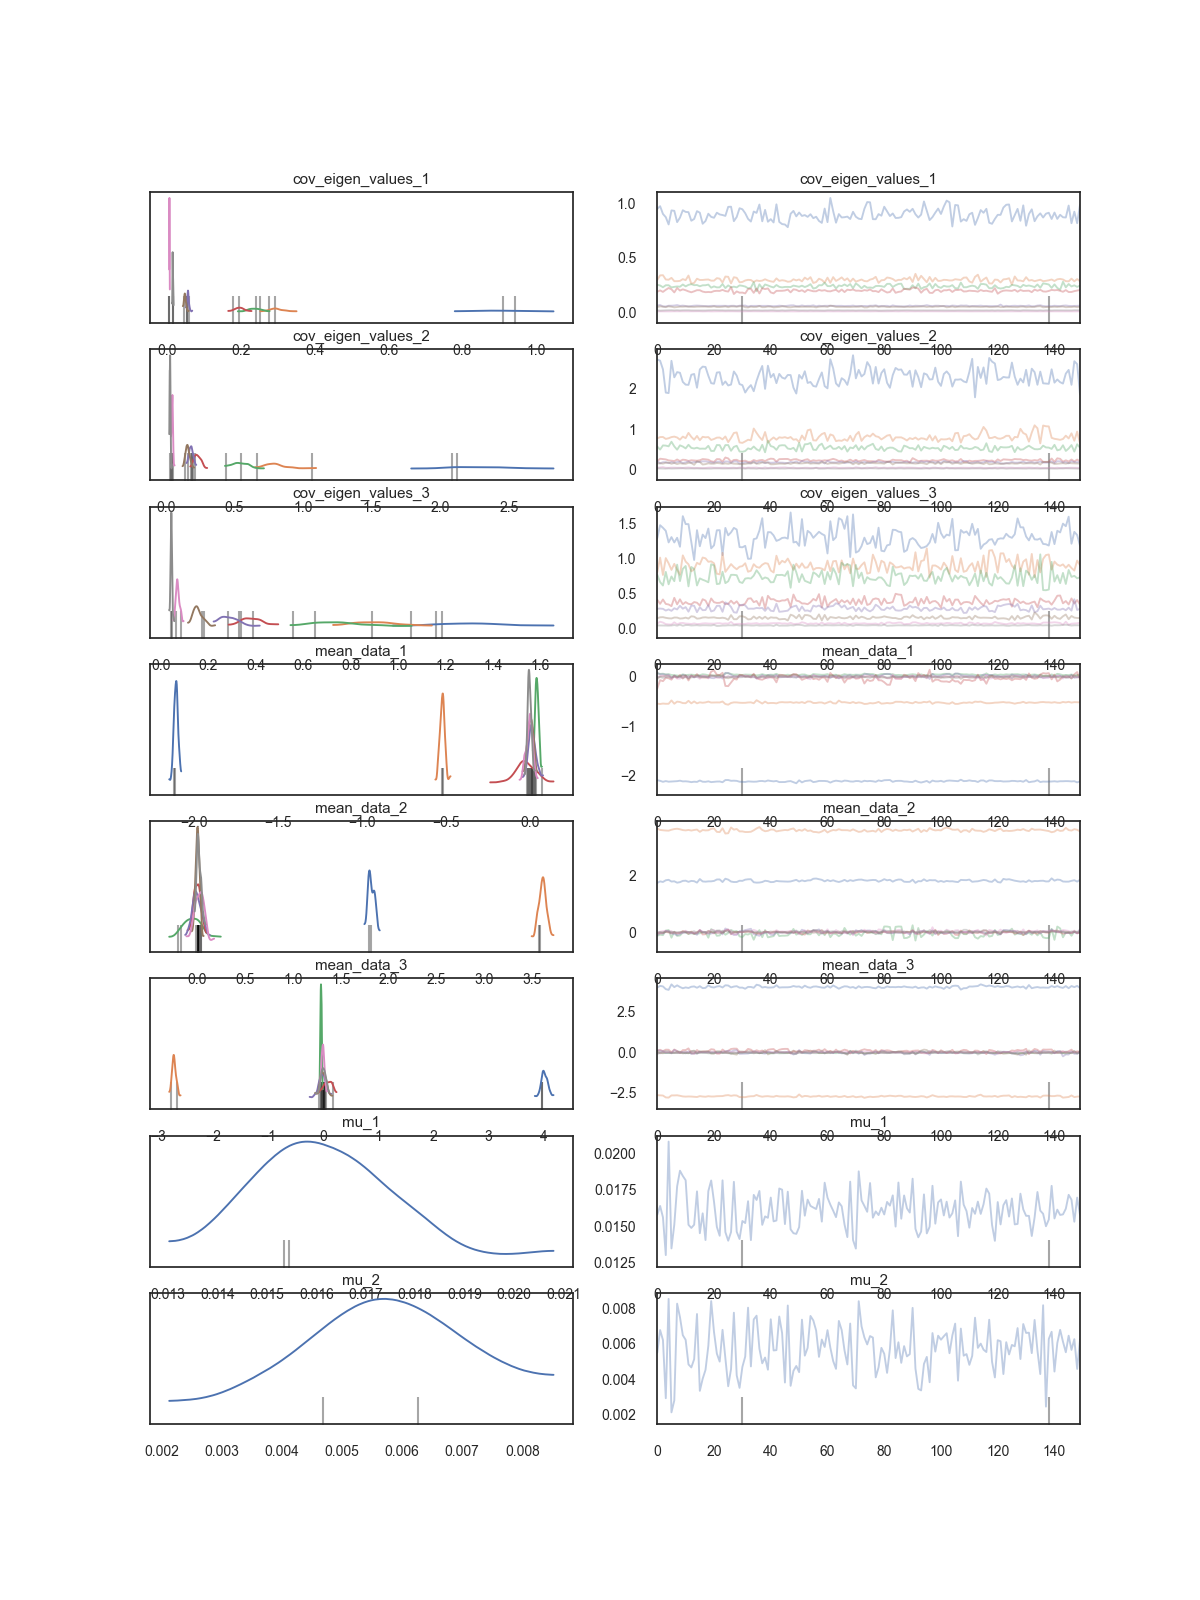 cov_eigen_values_1 cov_eigen_values_1
1.0
0.5
0.0
cov_eigen_values_2 cov_eigen_values_2
0.0 0.2 0.4 0.6 0.8 1.0 0 20 40 60 80 100 120 140
2
1
0
cov_eigen_values_3 cov_eigen_values_3
0.0 0.5 1.0 1.5 2.0 2.5 0 20 40 60 80 100 120 140
1.5
1.0
0.5
0.0
mean_data_1 mean_data_1
0.0 0.2 0.4 0.6 0.8 1.0 1.2 1.4 1.6 0 20 40 60 80 100 120 140
0
−1
−2
mean_data_2 mean_data_2
−2.0 −1.5 −1.0 −0.5 0.0 0 20 40 60 80 100 120 140
2
0
mean_data_3 mean_data_3
0.0 0.5 1.0 1.5 2.0 2.5 3.0 3.5 0 20 40 60 80 100 120 140
2.5
0.0
−2.5
mu_1 mu_1
−3 −2 −1 0 1 2 3 4 0 20 40 60 80 100 120 140
0.0200
0.0175
0.0150
0.0125
mu_2 mu_2
0.013 0.014 0.015 0.016 0.017 0.018 0.019 0.020 0.021 0 20 40 60 80 100 120 140
0.008
0.006
0.004
0.002
0.002 0.003 0.004 0.005 0.006 0.007 0.008 0 20 40 60 80 100 120 140